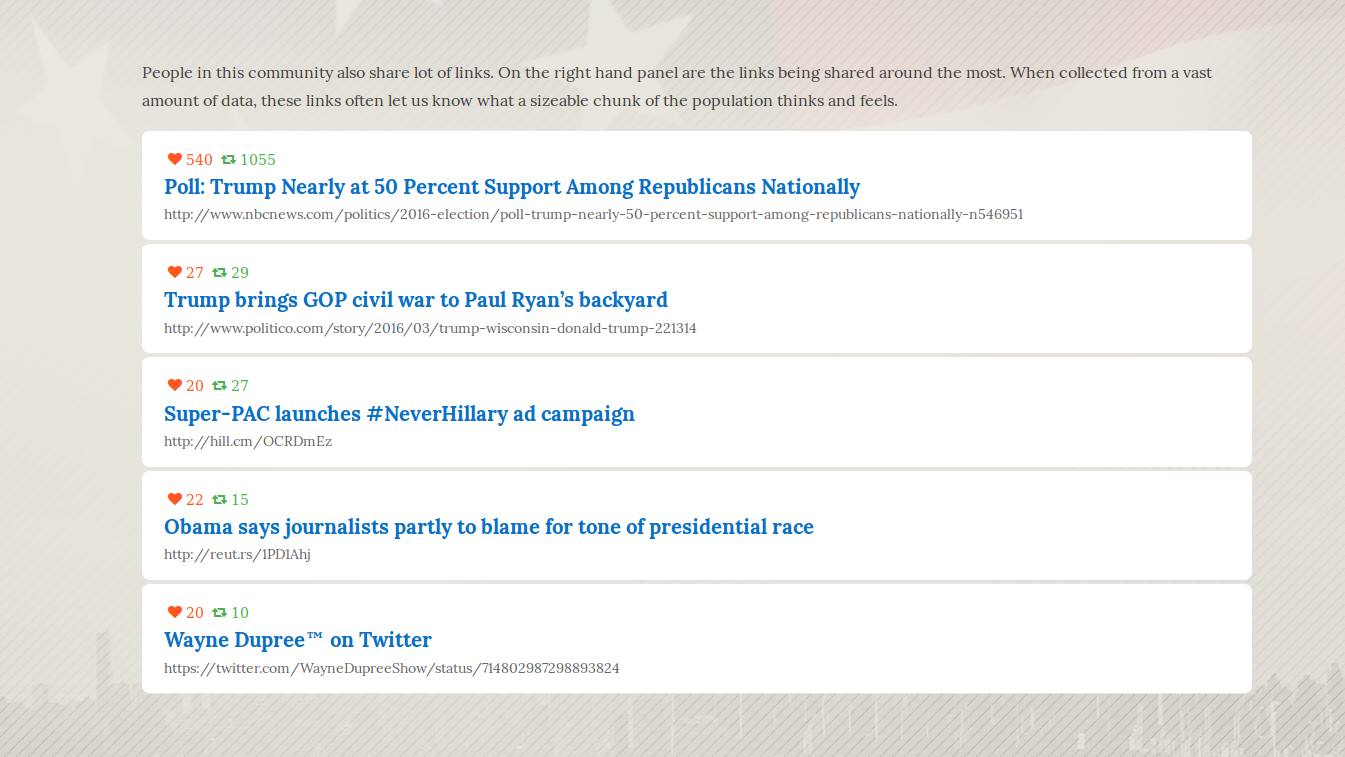 People in this community also share lot of links. On the right hand panel are the links being shared around the most. When collected from a vast
amount of data, these links often let us know what a sizeable chunk of the population thinks and feels.
540 1055
Poll: Trump Nearly at 50 Percent Support Among Republicans Nationally
http://www.nbcnews.com/politics/2016-election/poll-trump-nearly-50-percent-support-among-republicans-nationally-n546951
27 29
Trump brings GOP civil war to Paul Ryan’s backyard
http://www.politico.com/story/2016/03/trump-wisconsin-donald-trump-221314
20 27
Super-PAC launches #NeverHillary ad campaign
http://hill.cm/OCRDmEz
22 15
Obama says journalists partly to blame for tone of presidential race
http://reut.rs/1PD1Ahj
20 10
Wayne Dupree™ on Twitter
https://twitter.com/WayneDupreeShow/status/714802987298893824